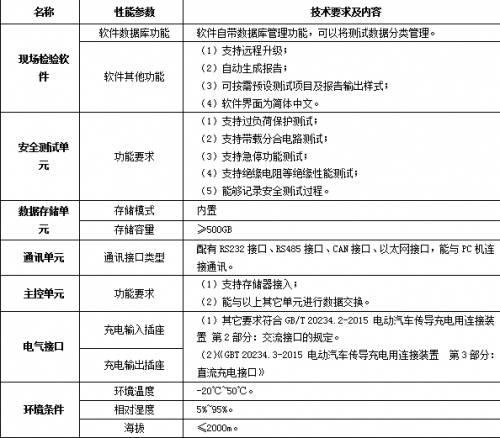 名称 性能参数 技术要求及内容
现场检验软件 软件数据库功能 软件自带数据库管理功能，可以将测试数据分类管理。
软件其他功能 （1）支持远程升级；
（2）自动生成报告；
（3）可按需预设测试项目及报告输出样式；
（4）软件界面为简体中文。
安全测试单元 功能要求 （1）支持过负荷保护测试；
（2）支持带载分合电路测试；
（3）支持急停功能测试；
（4）支持绝缘电阻等绝缘性能测试；
（5）能够记录安全测试过程。
数据存储单元 存储模式 内置
存储容量 ≥500GB
通讯单元 通讯接口类型 配有 RS232 接口、RS485 接口、CAN 接口、以太网接口，能与 PC 机连
接通讯。
主控单元 功能要求 （1）支持存储器接入；
（2）能与以上其它单元进行数据交换。
电气接口 充电输入插座 （1）其它要求符合 GB/T 20234.2-2015 电动汽车传导充电用连接装
置 第 2 部分：交流接口的规定。
充电输出插座 （2）《GBT 20234.3-2015 电动汽车传导充电用连接装置 第 3 部分：
直流充电接口》
环境条件 环境温度 -20℃~50℃。
相对湿度 5%~95%。
海拔 ≤2000m。